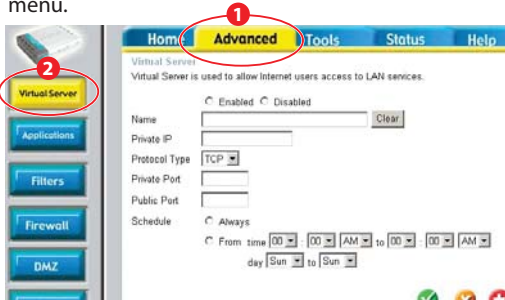 menu.
1
Home Advanced Tools Status Help
2
Virtual Server
Applications
Filters
Firewall
DMZ
Virtual Server
Virtual Server is used to allow Internet users access to LAN services.
Enabled Disabled
Name Clear
Private IP
Protocol Type TCP
Private Port
Public Port
Schedule Always
From time 00 : 00 AM to 00 : 00 AM
day Sun to Sun